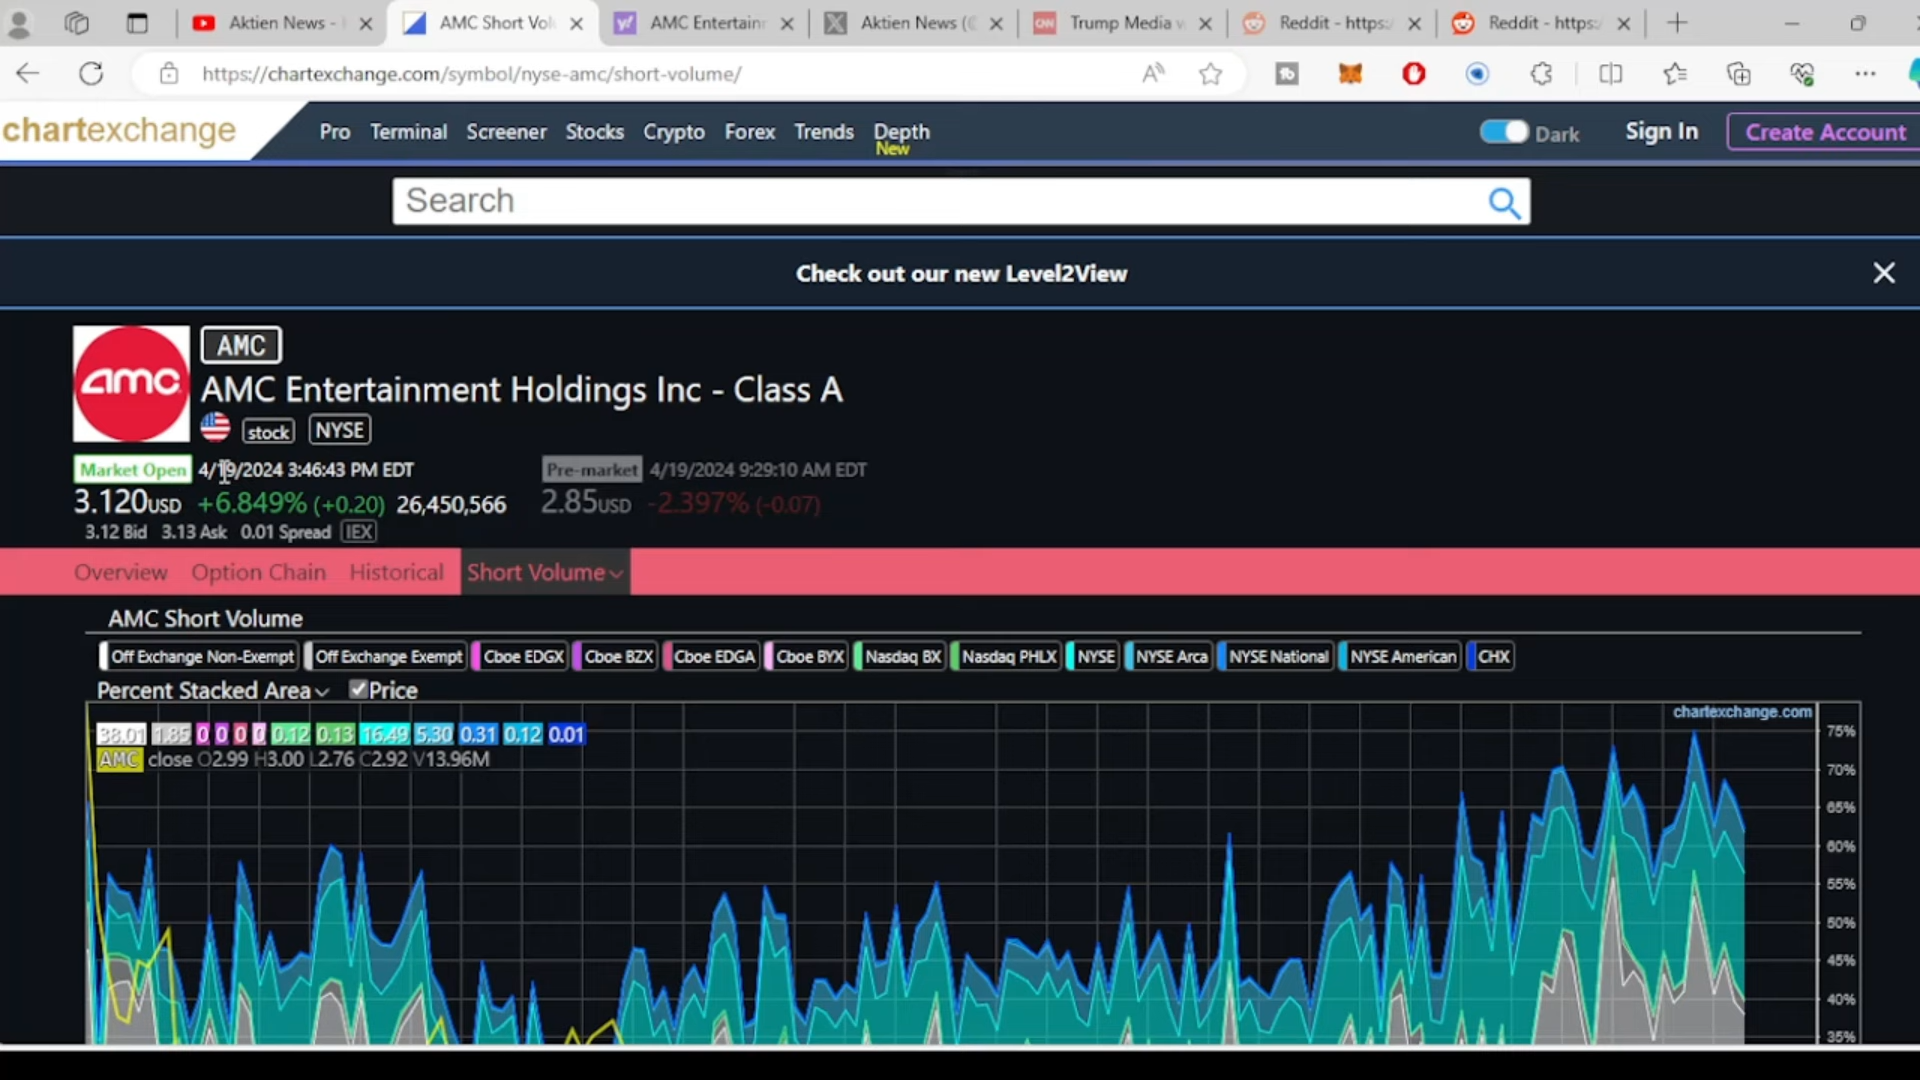 Aktien News -
AMC Short Vol
AMC Entertainm
Aktien News (
Trump Media v
Reddit - https:
Reddit - https:
https://chartexchange.com/symbol/nyse-amc/short-volume/
chartexchange
Pro Terminal Screener Stocks Crypto Forex Trends Depth
New
Dark
Sign In
Create Account
Search
Check out our new Level2View
amc
AMC
AMC Entertainment Holdings Inc - Class A
stock NYSE
Market Open 4/19/2024 3:46:43 PM EDT
3.120USD +6.849% (+0.20) 26,450,566
3.12 Bid 3.13 Ask 0.01 Spread IEX
Pre-market 4/19/2024 9:29:10 AM EDT
2.85USD -2.397% (-0.07)
Overview Option Chain Historical Short Volume
AMC Short Volume
Off Exchange Non-Exempt Off Exchange Exempt Cboe EDGX Cboe BZX Cboe EDGA Cboe BYX Nasdaq BX Nasdaq PHLX NYSE NYSE Arca NYSE National NYSE American CHX
Percent Stacked Area Price
chartexchange.com
38.01 1.85 0 0 0 0 0.12 0.13 16.49 5.30 0.31 0.12 0.01
AMC close O2.99 H3.00 L2.76 C2.92 V13.96M
75%
70%
65%
60%
55%
50%
45%
40%
35%